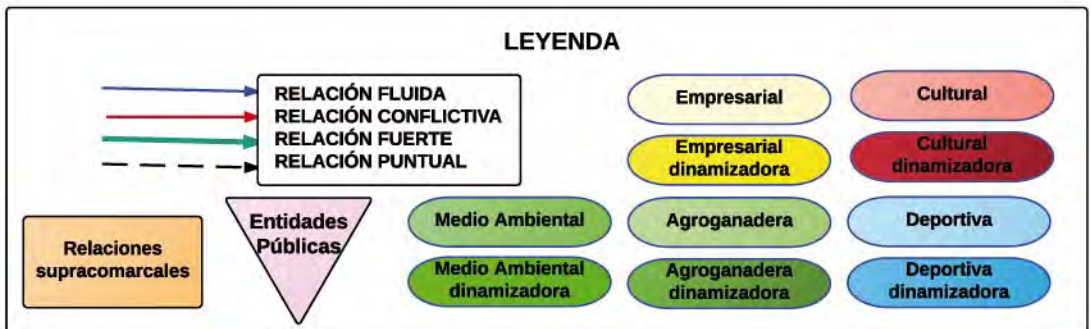 LEYENDA
RELACIÓN FLUIDA
RELACIÓN CONFLICTIVA
RELACIÓN FUERTE
RELACIÓN PUNTUAL
Empresarial
Cultural
Empresarial
dinamizadora
Cultural
dinamizadora
Relaciones
supracomarcales
Entidades
Públicas
Medio Ambiental
Agroganadera
Deportiva
Medio Ambiental
dinamizadora
Agroganadera
dinamizadora
Deportiva
dinamizadora